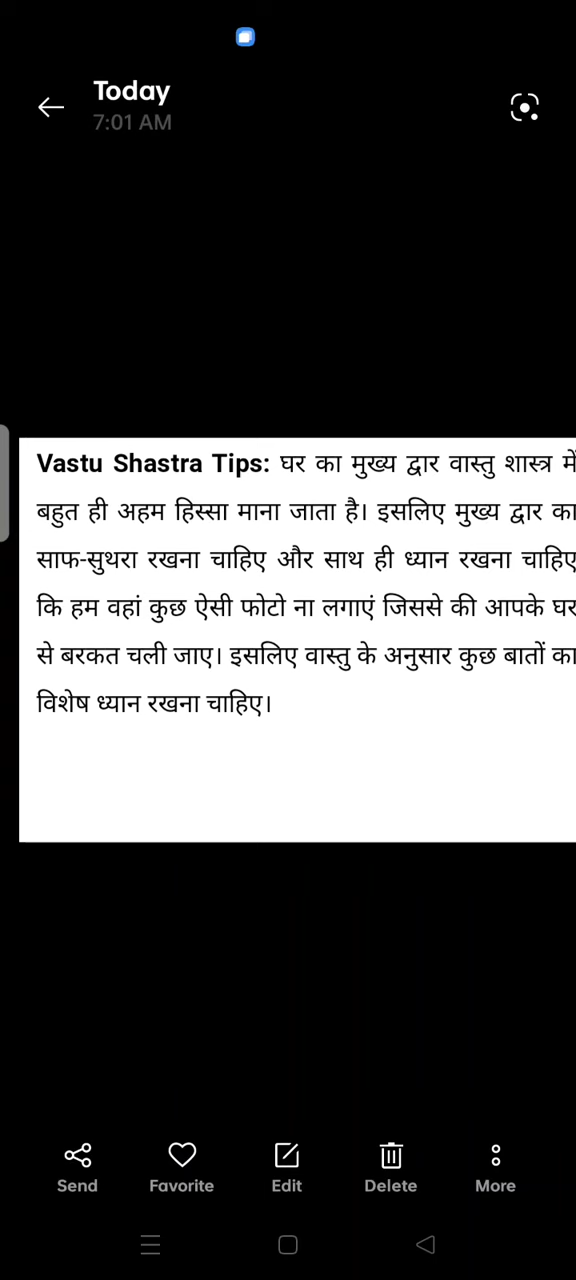 Today
7:01 AM
Vastu Shastra Tips: घर का मुख्य द्वार वास्तु शास्त्र में
बहुत ही अहम हिस्सा माना जाता है। इसलिए मुख्य द्वार का
साफ-सुथरा रखना चाहिए और साथ ही ध्यान रखना चाहिए
कि हम वहां कुछ ऐसी फोटो ना लगाएं जिससे की आपके घर
से बरकत चली जाए। इसलिए वास्तु के अनुसार कुछ बातों का
विशेष ध्यान रखना चाहिए।
Send Favorite Edit Delete More